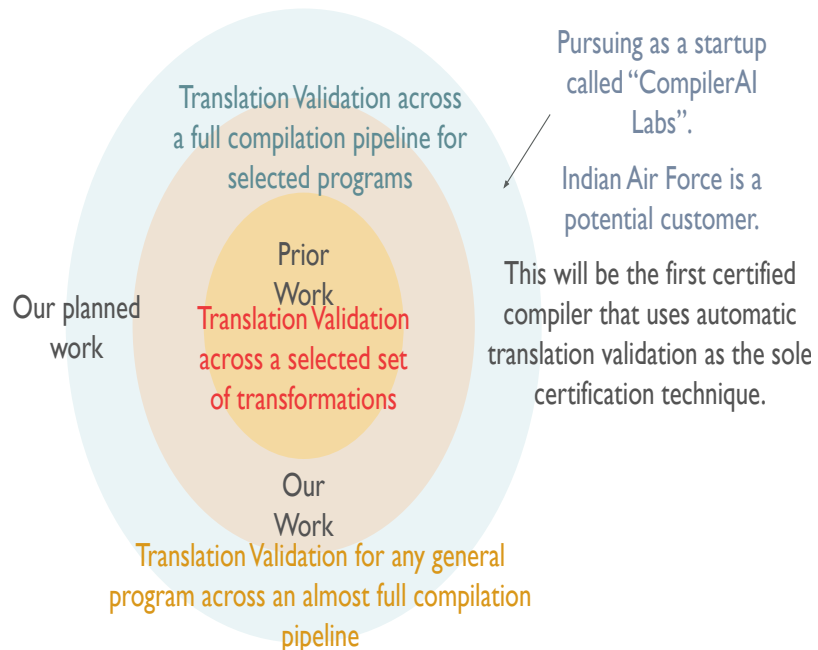 Pursuing as a startup
called “CompilerAI
Labs”.
Translation Validation across
a full compilation pipeline for
selected programs
Indian Air Force is a
potential customer.
Prior
Work
This will be the first certified
compiler that uses automatic
translation validation as the sole
certification technique.
Our planned
work
Translation Validation
across a selected set
of transformations
Our
Work
Translation Validation for any general
program across an almost full compilation
pipeline